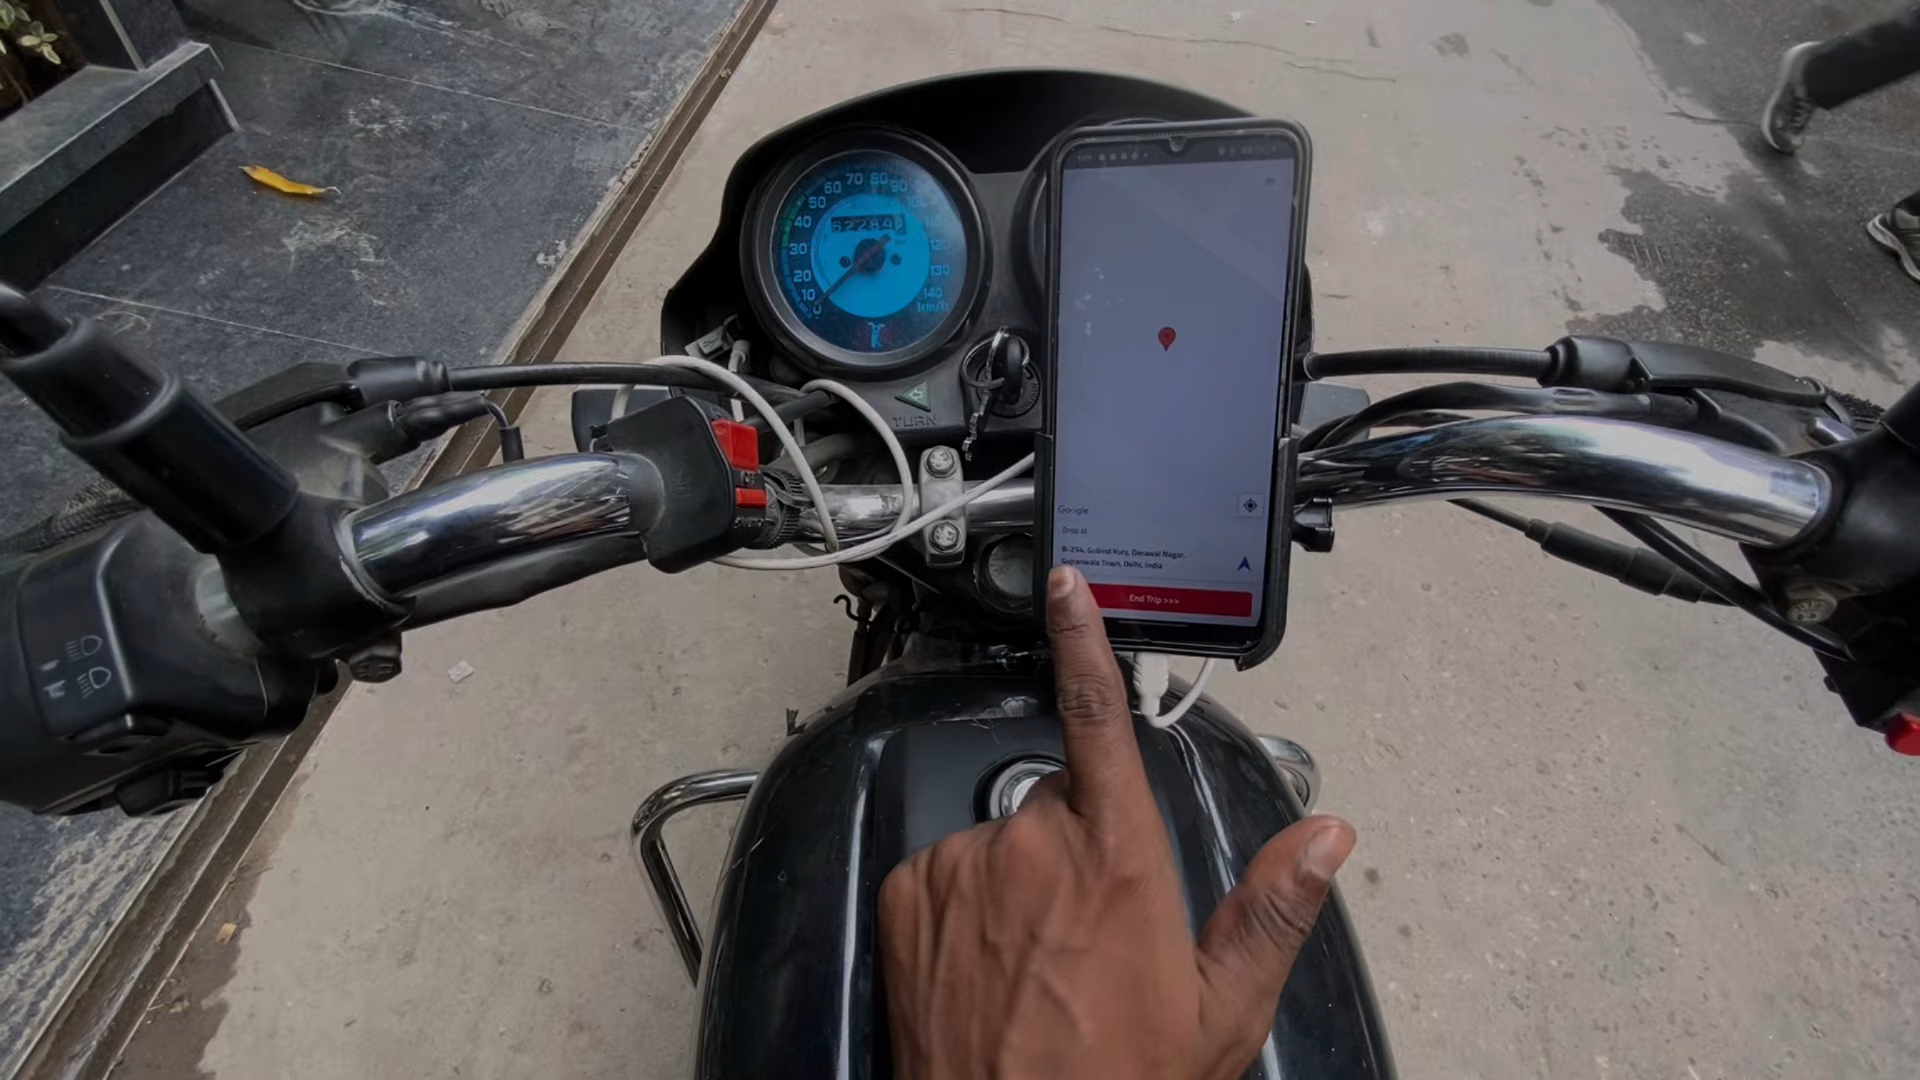 70 80
60 90
50
40
30 120
20 130
10 140
0 km/h
TURN
Google
Drop at
B-254, Gobind Kunj, Derawal Nagar,
Gujranwala Town, Delhi, India
End Trip >>>